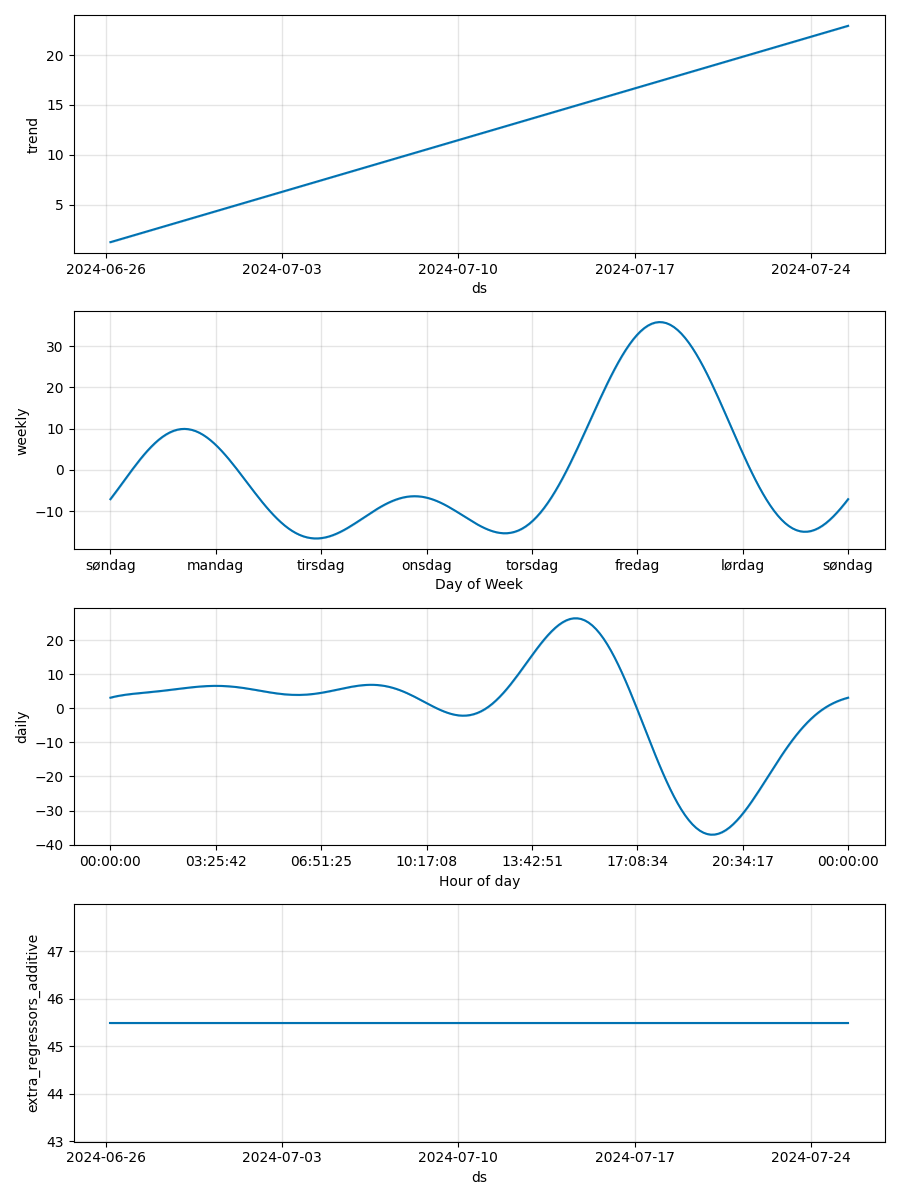 20
15
10
5
trend
2024-06-26 2024-07-03 2024-07-10 2024-07-17 2024-07-24
ds
30
20
10
0
−10
weekly
søndag mandag tirsdag onsdag torsdag fredag lørdag søndag
Day of Week
20
10
0
−10
−20
−30
−40
daily
00:00:00 03:25:42 06:51:25 10:17:08 13:42:51 17:08:34 20:34:17 00:00:00
Hour of day
47
46
45
44
43
extra_regressors_additive
2024-06-26 2024-07-03 2024-07-10 2024-07-17 2024-07-24
ds